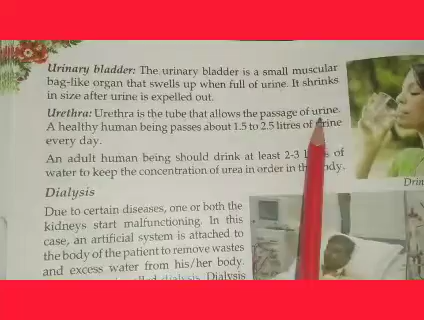 Urinary bladder: The urinary bladder is a small muscular
bag-like organ that swells up when full of urine. It shrinks
in size after urine is expelled out.
Urethra: Urethra is the tube that allows the passage of urine.
A healthy human being passes about 1.5 to 2.5 litres of urine
every day.
An adult human being should drink at least 2-3 of
water to keep the concentration of urea in order in
Dialysis
Due to certain diseases, one or both the
kidneys start malfunctioning. In this
case, an artificial system is attached to
the body of the patient to remove wastes
and excess water from his/her body.
dialysis. Dialysis